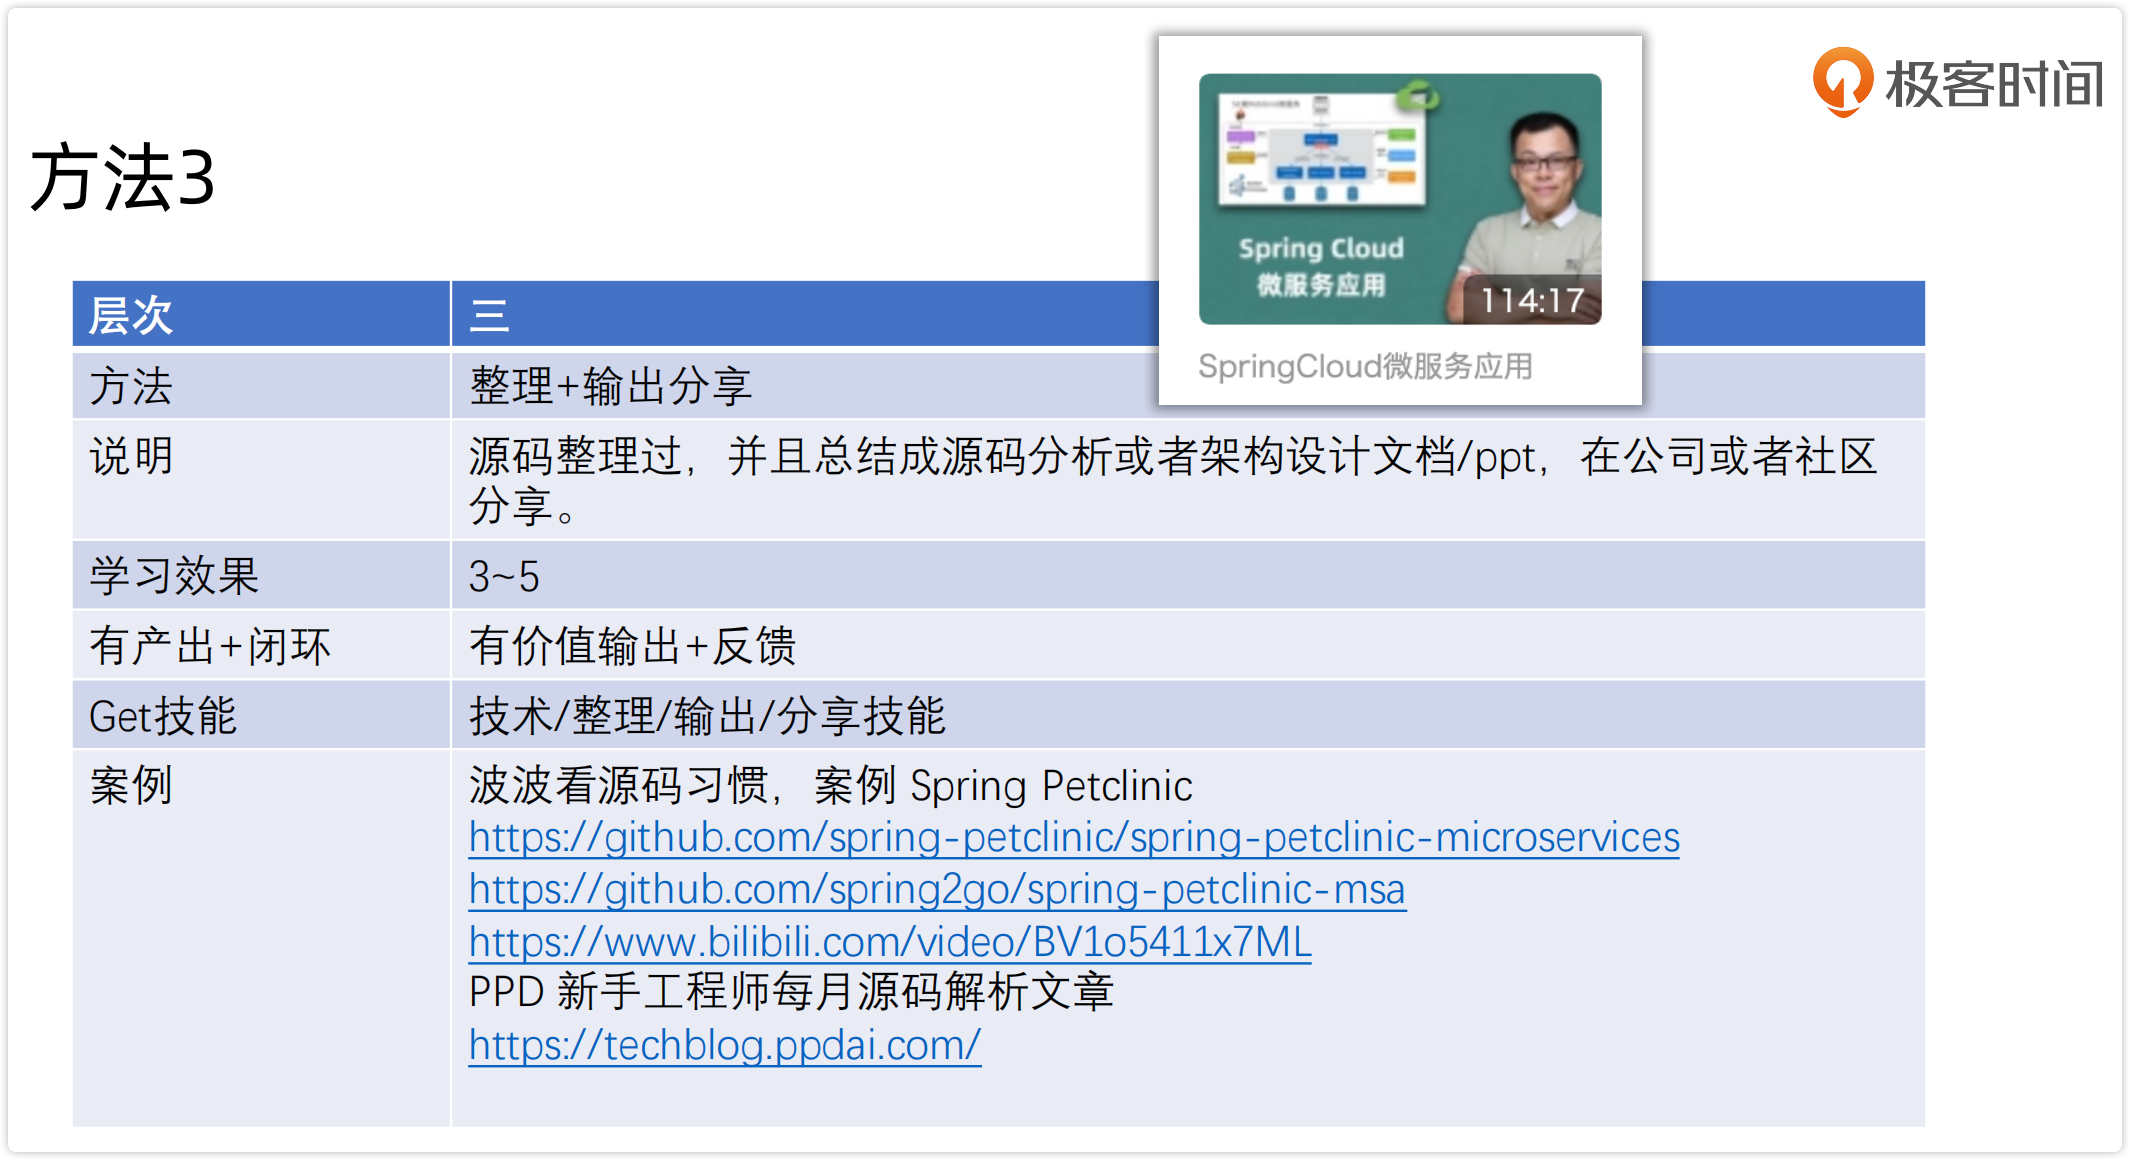 极客时间
方法3
Spring Cloud
微服务应用
114:17
SpringCloud微服务应用
层次 三
方法 整理+输出分享
说明 源码整理过，并且总结成源码分析或者架构设计文档/ppt，在公司或者社区
分享。
学习效果 3~5
有产出+闭环 有价值输出+反馈
Get技能 技术/整理/输出/分享技能
案例 波波看源码习惯，案例 Spring Petclinic
https://github.com/spring-petclinic/spring-petclinic-microservices
https://github.com/spring2go/spring-petclinic-msa
https://www.bilibili.com/video/BV1o5411x7ML
PPD 新手工程师每月源码解析文章
https://techblog.ppdai.com/